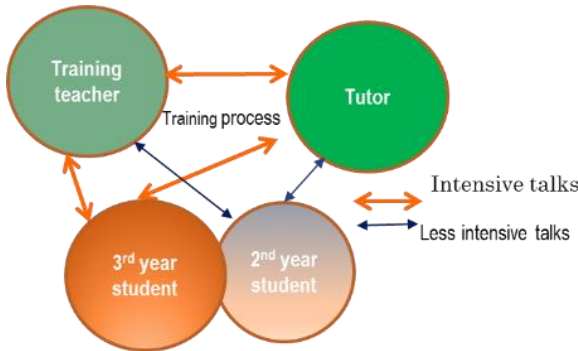 Training
teacher
Tutor
Training process
Intensive talks
Less intensive talks
3rd year
student
2nd year
student